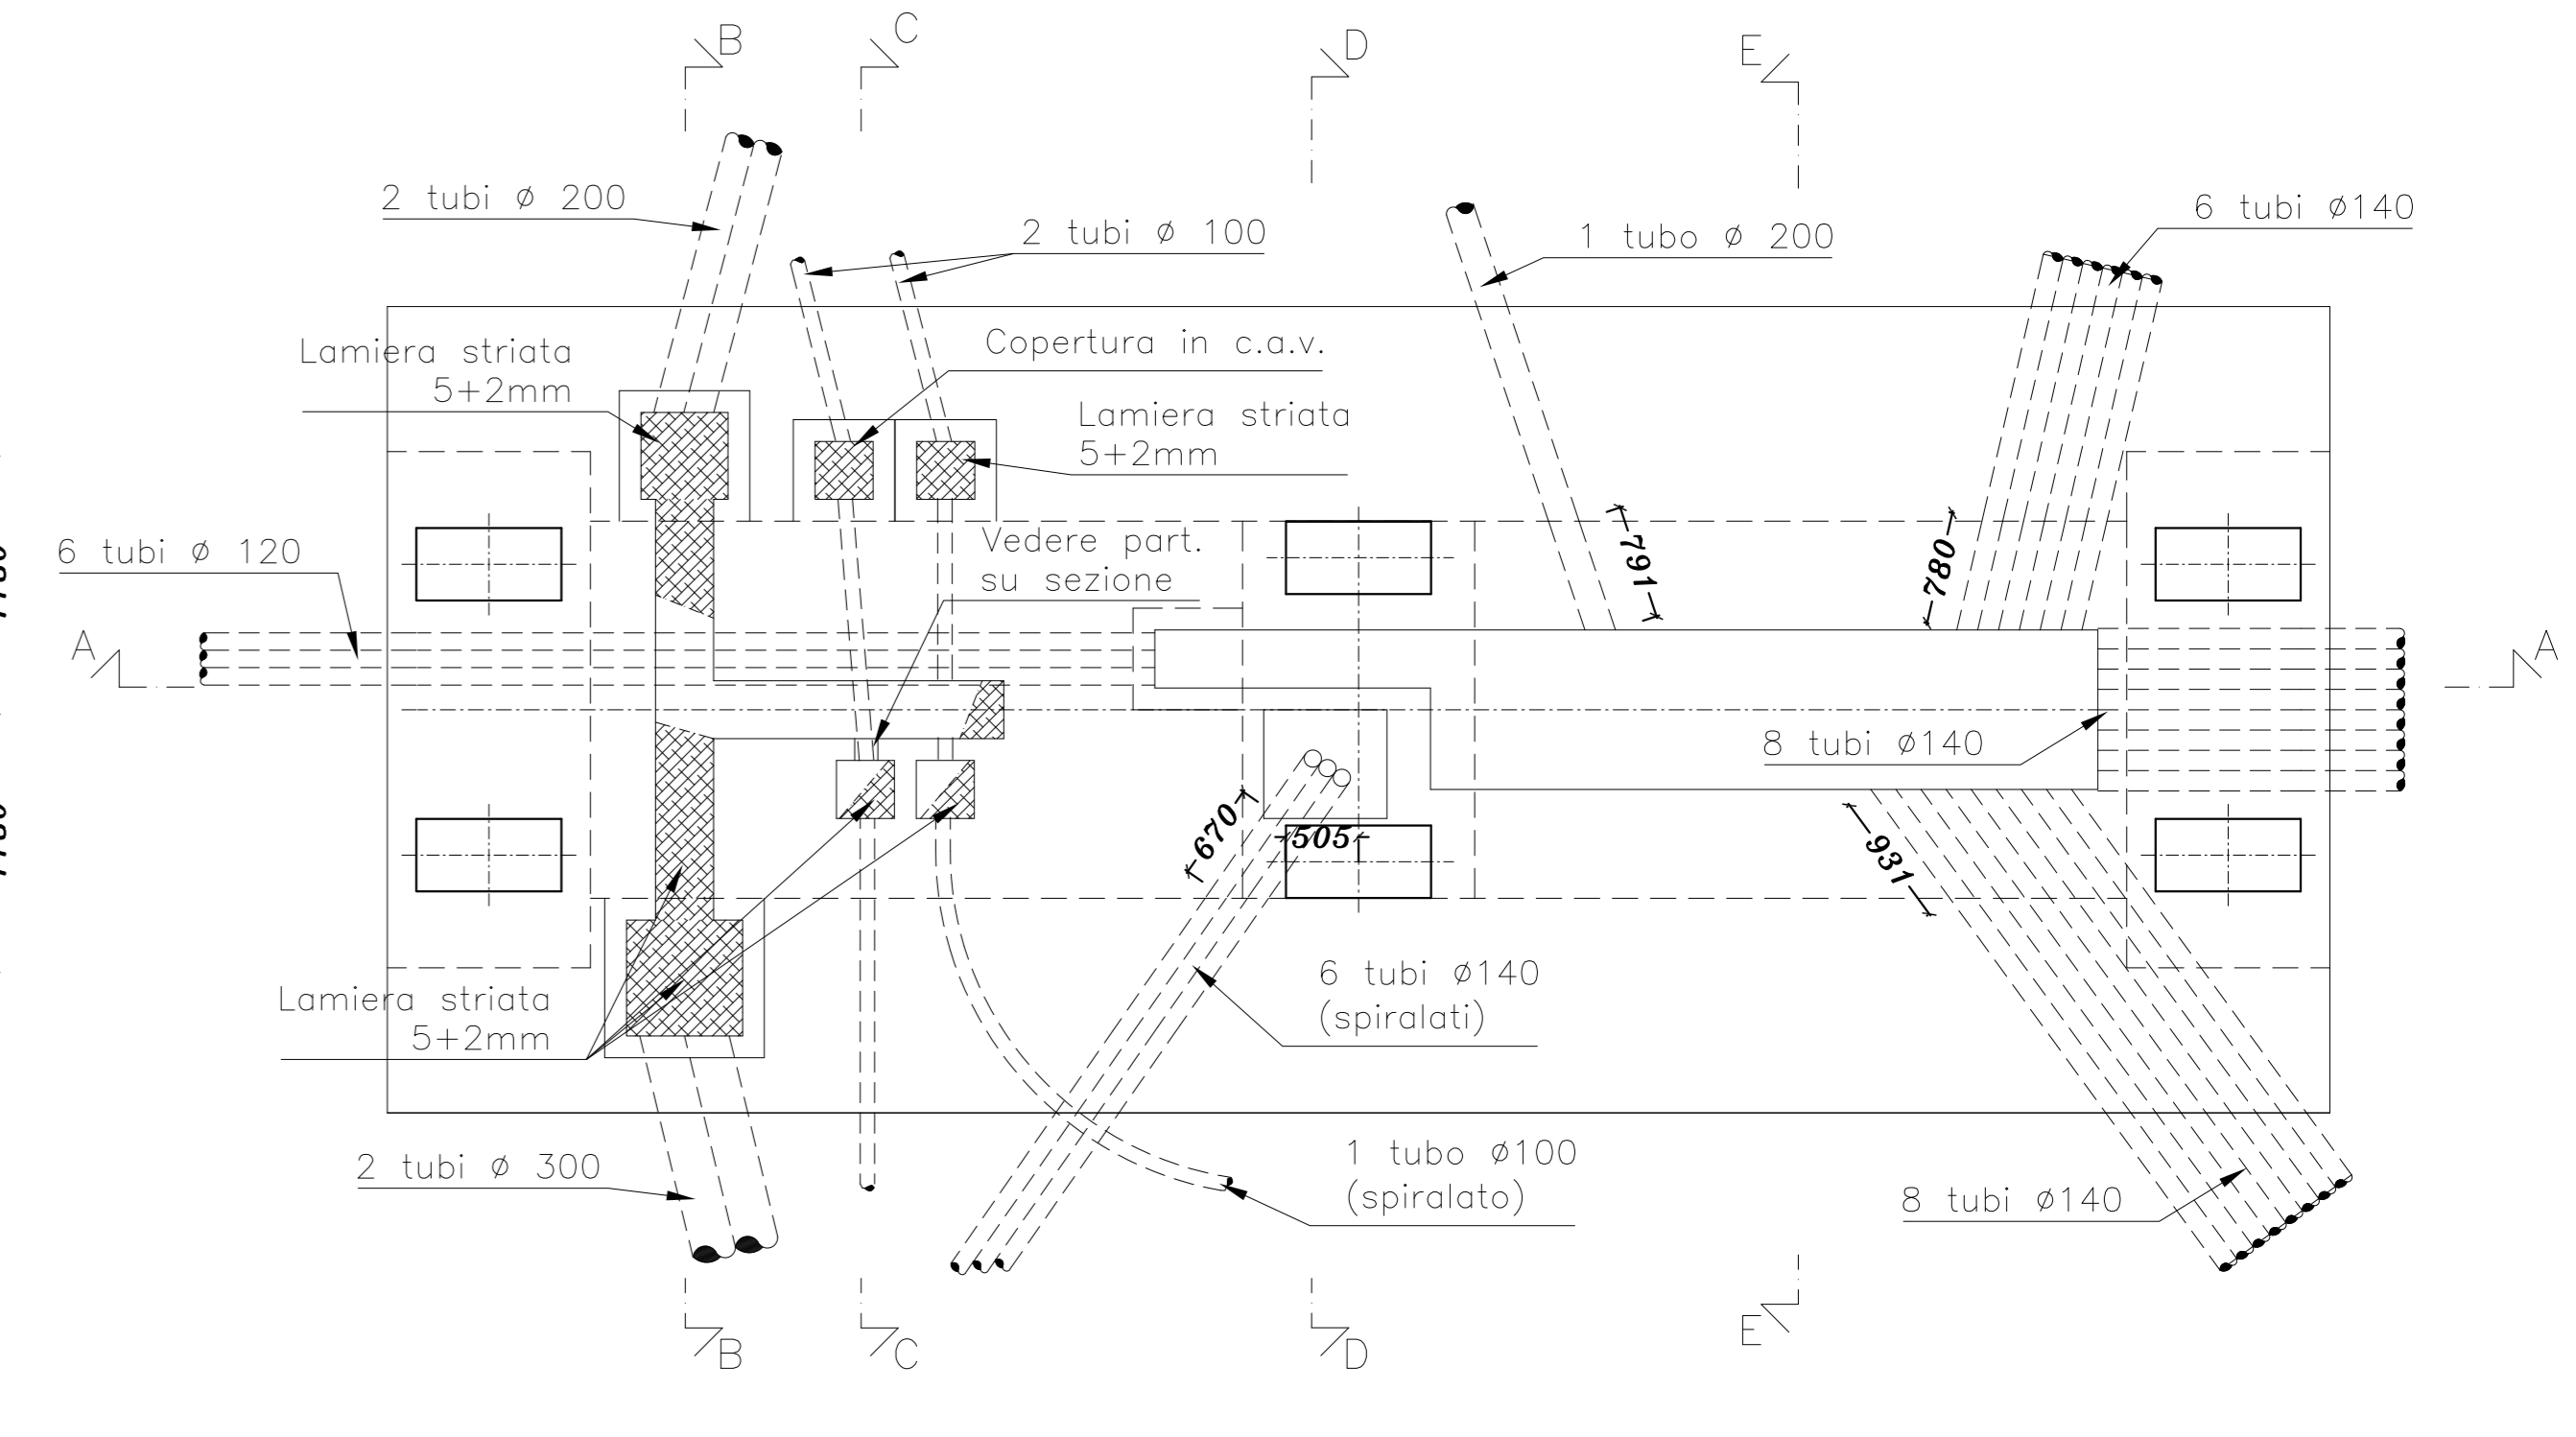 B
C
D
E
2 tubi ø 200
2 tubi ø 100
1 tubo ø 200
6 tubi ø140
Lamiera striata
5+2mm
Copertura in c.a.v.
Lamiera striata
5+2mm
6 tubi ø 120
Vedere part.
su sezione
791
780
A
A
8 tubi ø140
670
505
931
Lamiera striata
5+2mm
6 tubi ø140
(spiralati)
2 tubi ø 300
1 tubo ø100
(spiralato)
8 tubi ø140
B
C
D
E